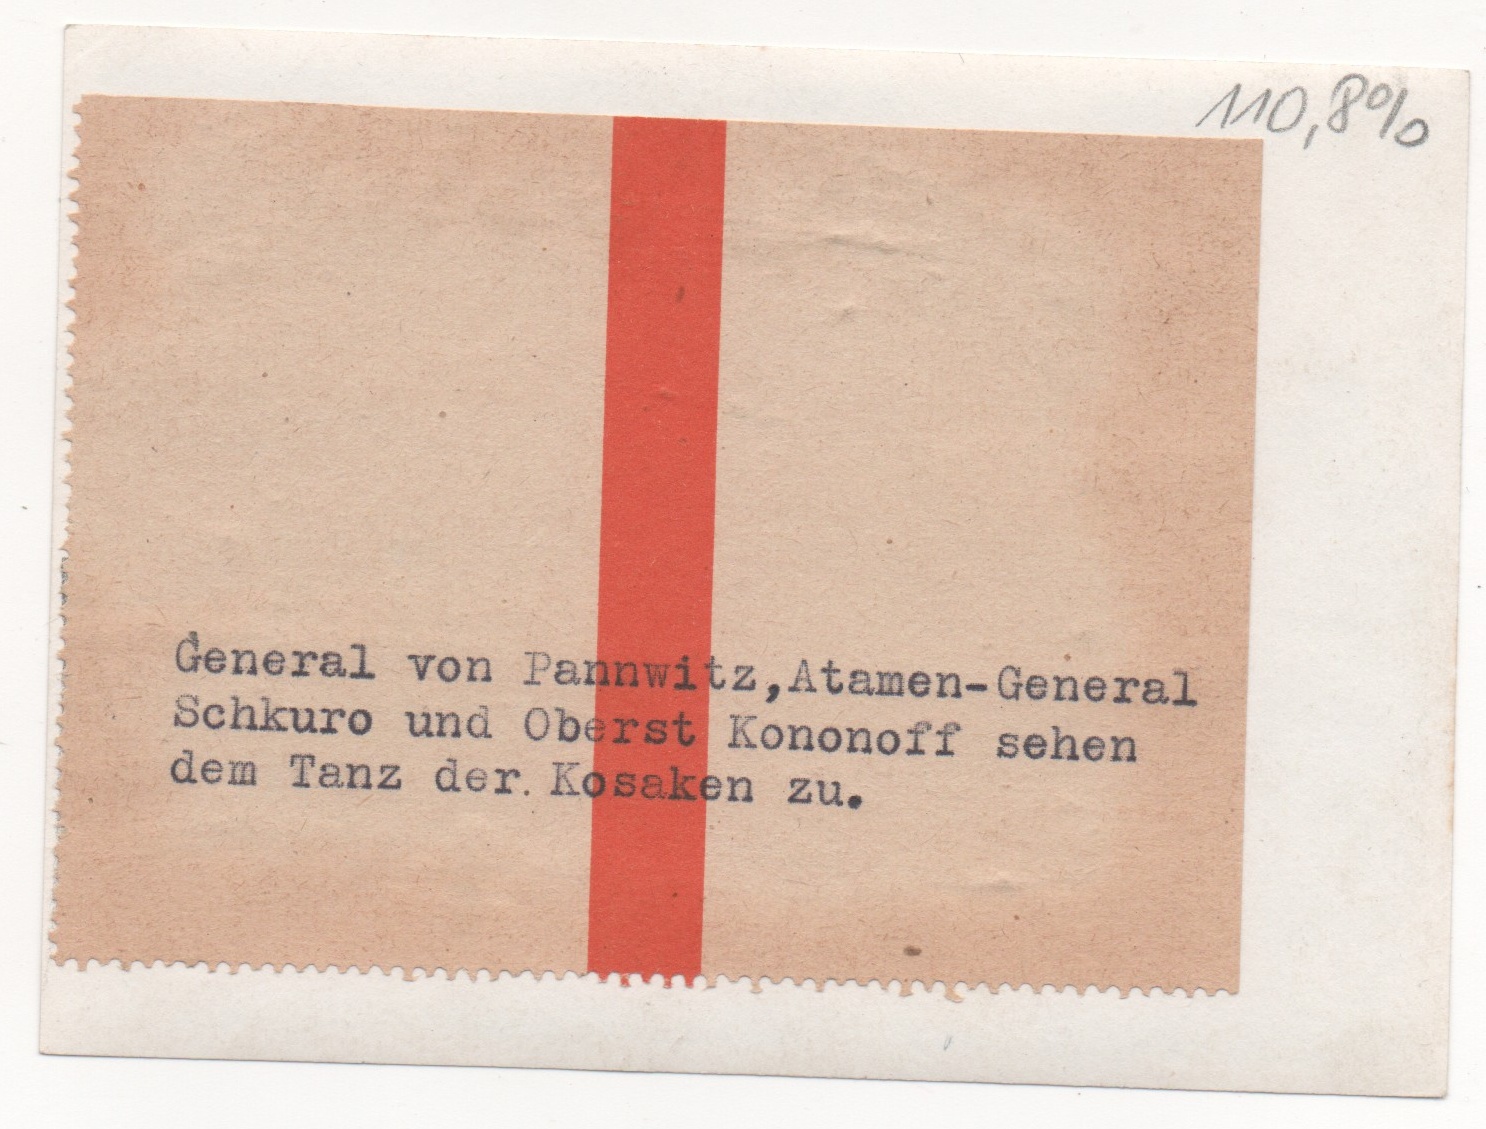 110,8%
General von Pannwitz,Atamen-General
Schkuro und Oberst Kononoff sehen
dem Tanz der Kosaken zu.